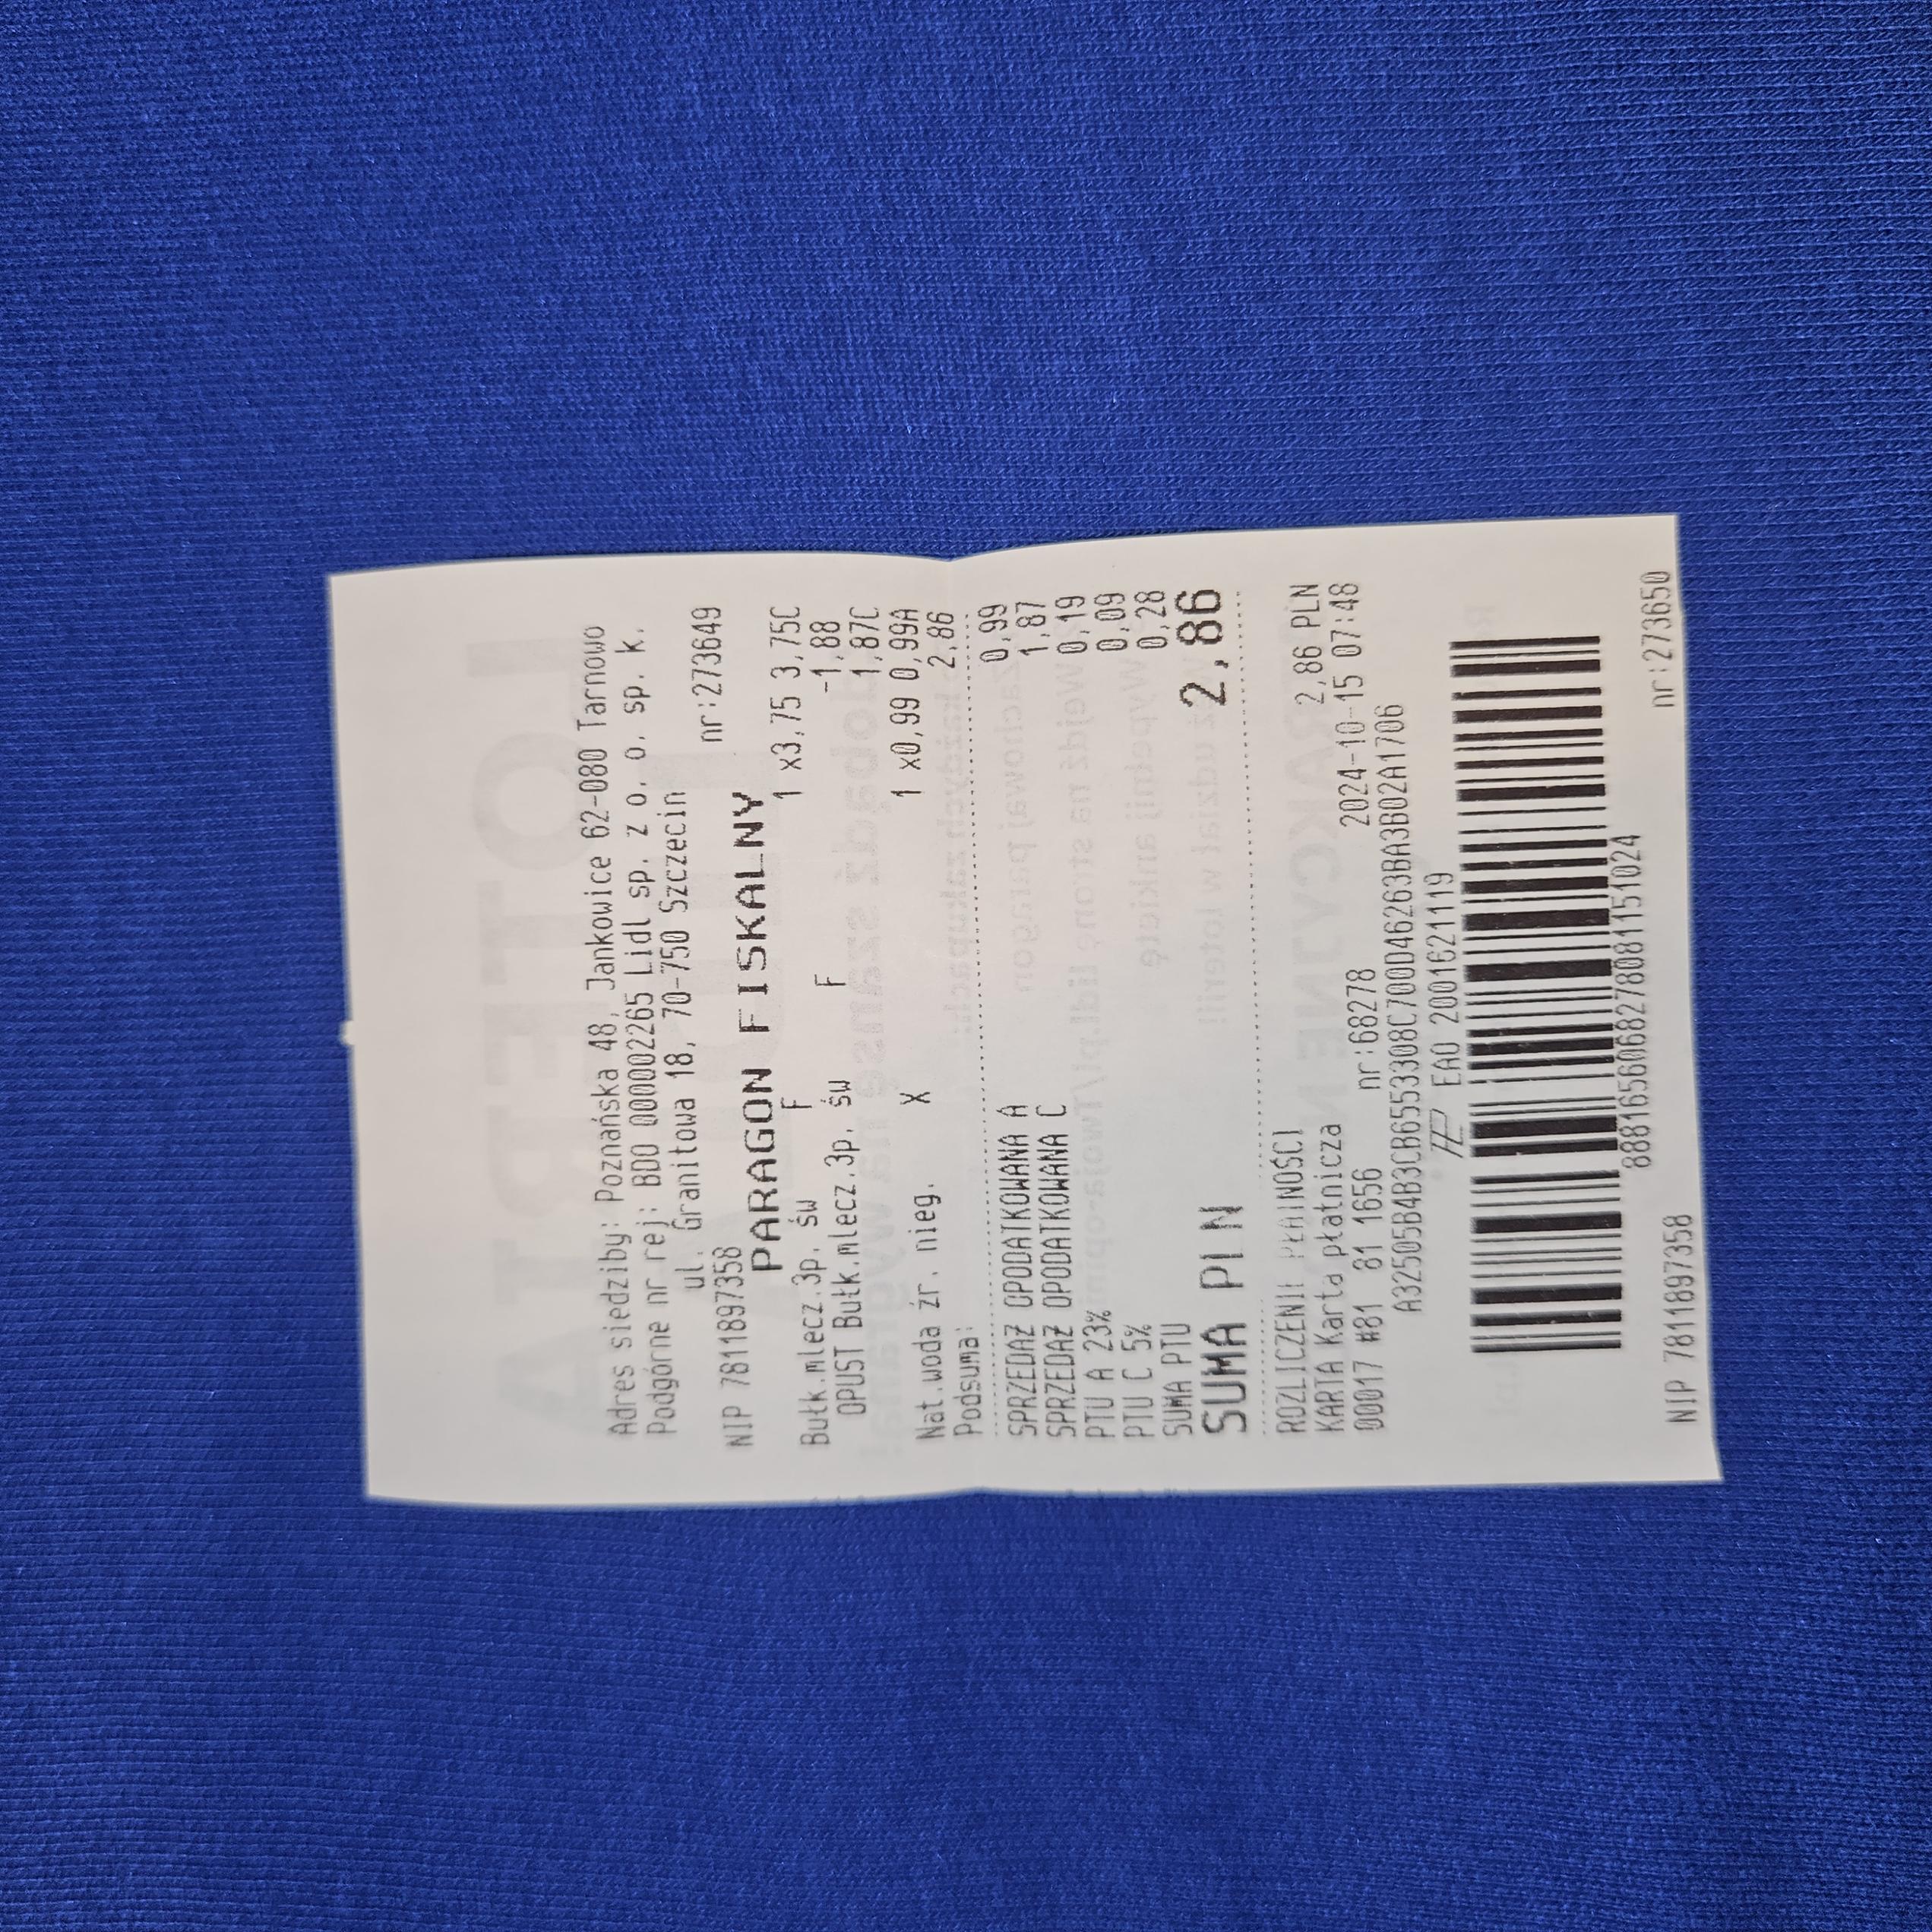 Adres siedziby: Poznańska 48, Jankowice 62-080 Tarnowo
Podgórne nr rej: BDO 000002265 Lidl sp. z o. o. sp. k.
ul. Granitowa 18, 70-750 Szczecin
NIP 7811897358 nr:273649
PARAGON FISKALNY
Bułk.mlecz.3p. św F 1 x3,75 3,75C
OPUST Bułk.mlecz.3p. św F -1,88
1,87C
Nat.woda źr. nieg. X 1 x0,99 0,99A
Podsuma: 2,86
SPRZEDAŻ OPODATKOWANA A 0,99
SPRZEDAŻ OPODATKOWANA C 1,87
PTU A 23% 0,19
PTU C 5% 0,09
SUMA PTU 0,28
SUMA PLN 2,86
ROZLICZENIE PŁATNOŚCI
KARTA Karta płatnicza 2,86 PLN
00017 #81 81 1656 nr:68278 2024-10-15 07:48
A32505B4B3CB6553308C700D46263BA3B02A1706
EAO 2001621119
8881656068278081151024
NIP 7811897358 nr:273650